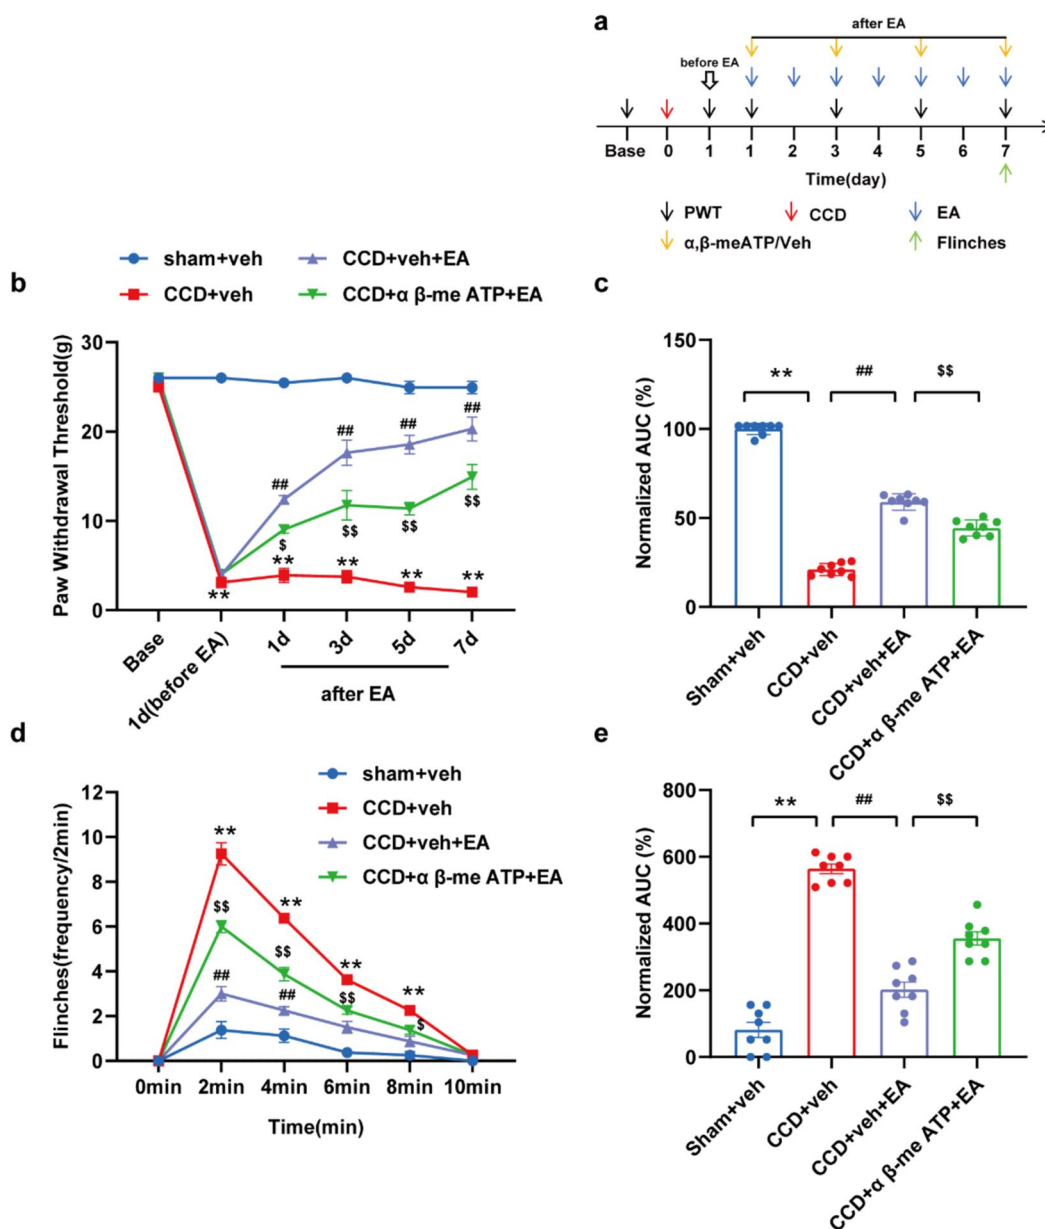 a
after EA
before EA
Base 0 1 1 2 3 4 5 6 7
Time(day)
PWT CCD EA
α,β-meATP/Veh Flinches
b
sham+veh CCD+veh+EA
CCD+veh CCD+α β-me ATP+EA
Paw Withdrawal Threshold(g)
30
20
10
0
## ## ## ##
$ $$ $$ $$
** ** ** ** **
Base 1d(before EA) 1d 3d 5d 7d
after EA
c
Normalized AUC (%)
150
100
50
0
** ## $$
Sham+veh CCD+veh CCD+veh+EA CCD+α β-me ATP+EA
d
sham+veh
CCD+veh
CCD+veh+EA
CCD+α β-me ATP+EA
Flinches(frequency/2min)
12
10
8
6
4
2
0
** ** ** **
$$ $$ $$ $
## ##
0min 2min 4min 6min 8min 10min
Time(min)
e
Normalized AUC (%)
800
600
400
200
0
** ## $$
Sham+veh CCD+veh CCD+veh+EA CCD+α β-me ATP+EA